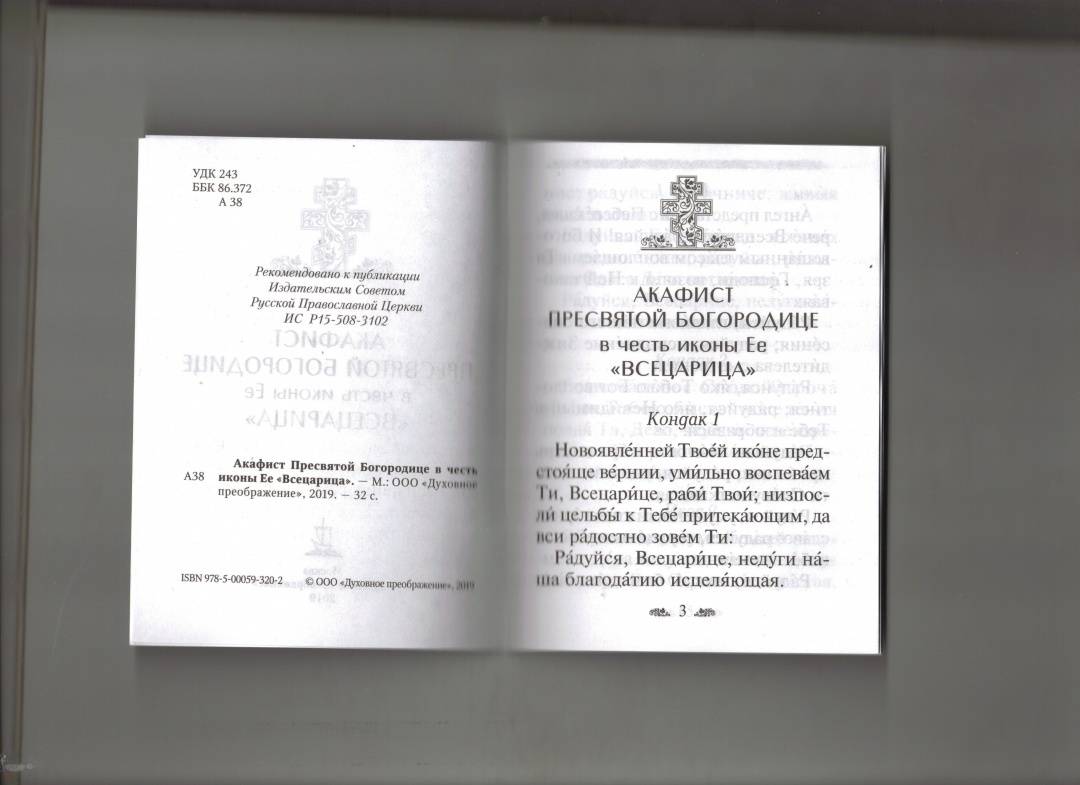 УДК 243
ББК 86.372
А 38
Рекомендовано к публикации
Издательским Советом
Русской Православной Церкви
ИС Р15-508-3102
Ака́фист Пресвятой Богородице в честь
А38 иконы Ее «Всецарица». — М.: ООО «Духовное
преображение», 2019. — 32 с.
ISBN 978-5-00059-320-2 © ООО «Духовное преображение», 2019
АКАФИСТ
ПРЕСВЯТОЙ БОГОРОДИЦЕ
в честь иконы Ее
«ВСЕЦАРИЦА»
Кондак 1
Новоявле́нней Твое́й ико́не пред-
стоя́ще ве́рнии, уми́льно воспева́ем
Ти, Всецари́це, раби́ Твои́; низпос-
ли́ цельбы́ к Тебе́ притека́ющим, да
вси ра́достно зове́м Ти:
Ра́дуйся, Всецари́це, неду́ги на́-
ша благода́тию исцеля́ющая.
3